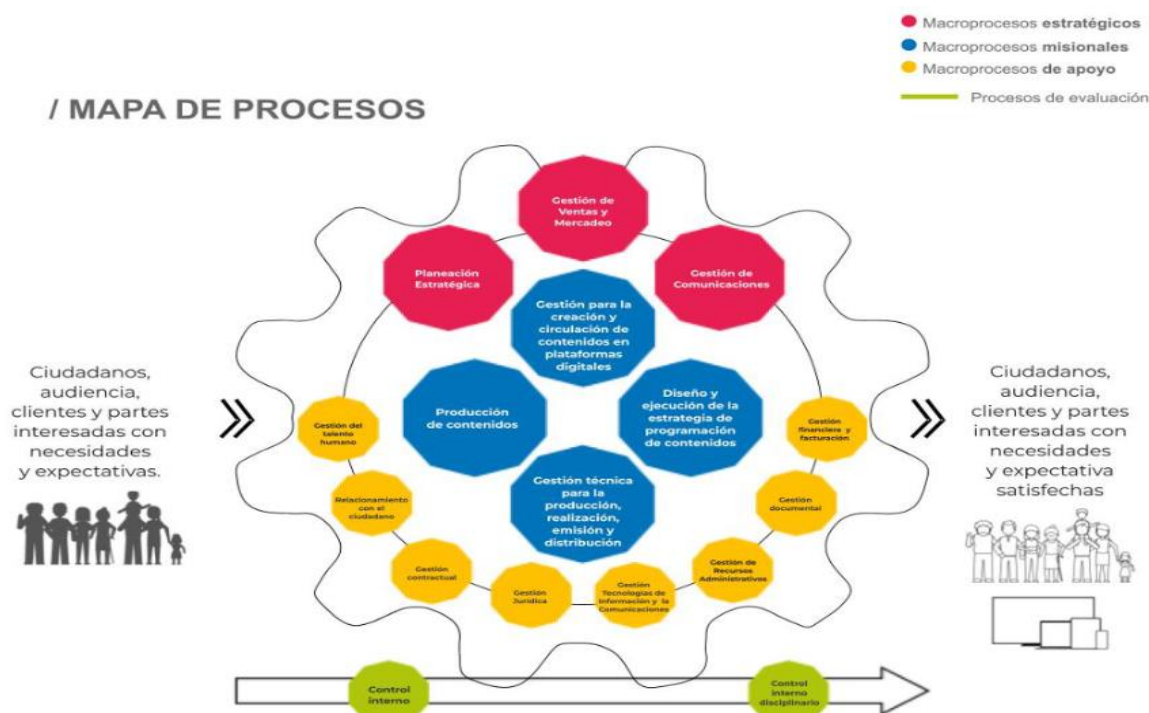 Macroprocesos estratégicos
Macroprocesos misionales
Macroprocesos de apoyo
Procesos de evaluación
/ MAPA DE PROCESOS
Gestión de
Ventas y
Mercadeo
Planeación
Estratégica
Gestión de
Comunicaciones
Gestión para la
creación y
circulación de
contenidos en
plataformas
digitales
Ciudadanos,
audiencia,
clientes y partes
interesadas con
necesidades
y expectativas.
Producción
de contenidos
Diseño y
ejecución de la
estrategia de
programación
de contenidos
Ciudadanos,
audiencia,
clientes y partes
interesadas con
necesidades
y expectativa
satisfechas
Gestión del
talento
humano
Gestión
financiera y
facturación
Gestión técnica
para la
producción,
realización,
emisión y
distribución
Relacionamiento
con el
ciudadano
Gestión
documental
Gestión
contractual
Gestión
Jurídica
Gestión
Tecnologías de
Información y la
Comunicaciones
Gestión de
Recursos
Administrativos
Control
interno
Control
interno
disciplinario